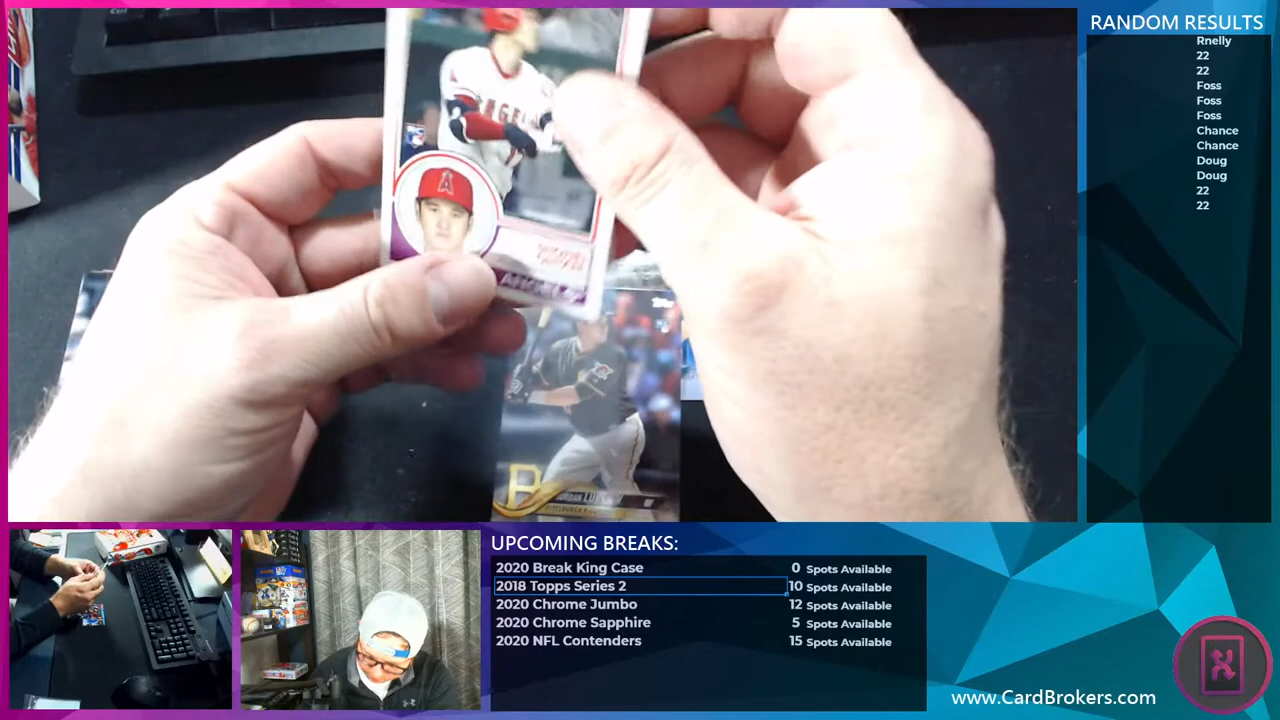 RANDOM RESULTS
Rnelly
22
22
Foss
Foss
Foss
Chance
Chance
Doug
Doug
22
22
ANGELS
B
UPCOMING BREAKS:
2020 Break King Case 0 Spots Available
2018 Topps Series 2 10 Spots Available
2020 Chrome Jumbo 12 Spots Available
2020 Chrome Sapphire 5 Spots Available
2020 NFL Contenders 15 Spots Available
www.CardBrokers.com